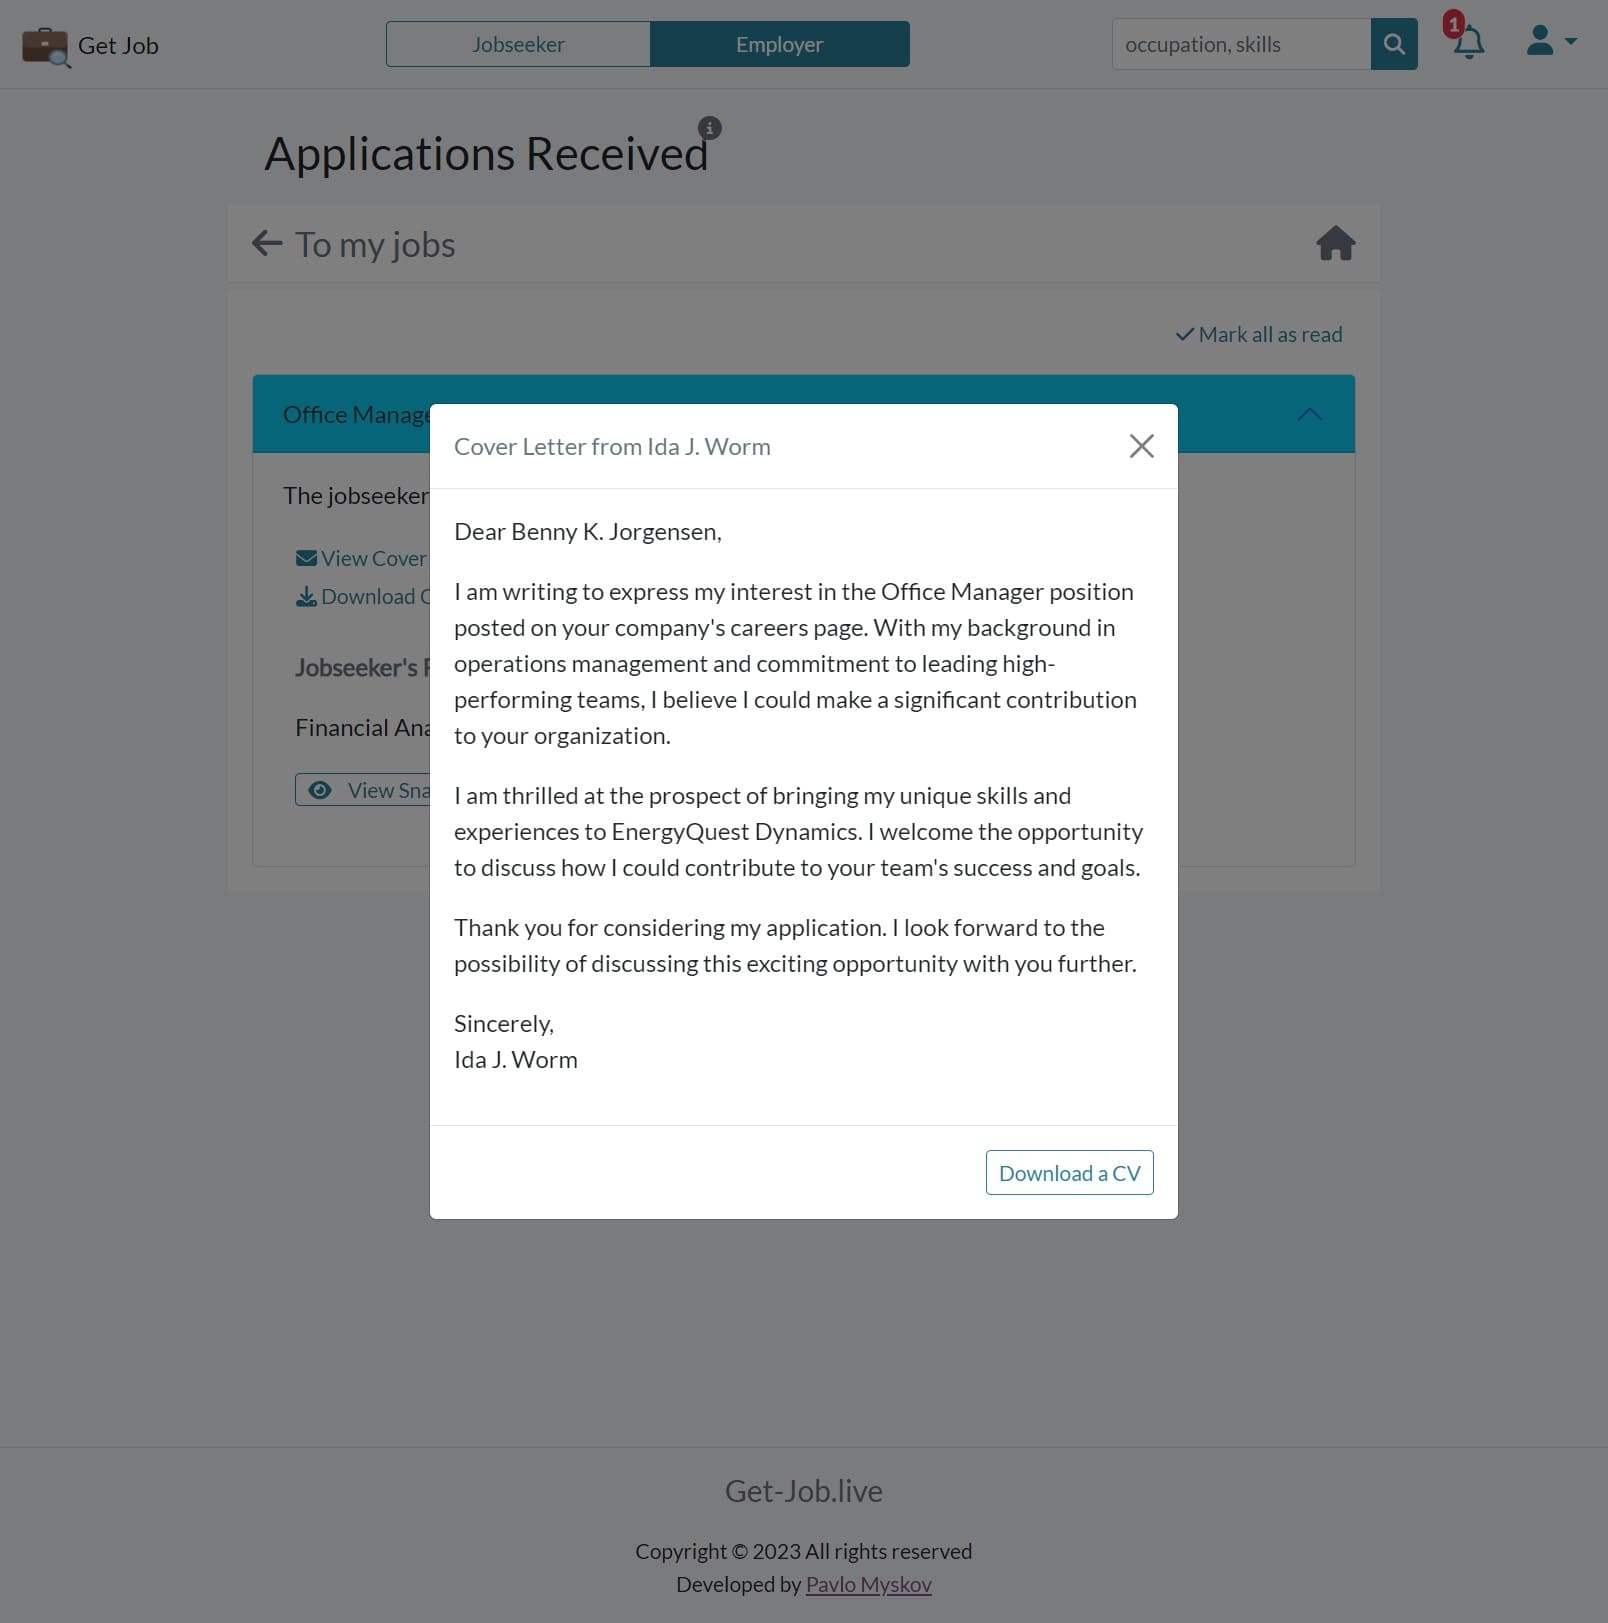 Get Job
Jobseeker
Employer
occupation, skills
1
Applications Received
To my jobs
Mark all as read
Office
The jobseeker
View Cover
Download
Jobseeker's
Financial
View
Cover Letter from Ida J. Worm
Dear Benny K. Jorgensen,
I am writing to express my interest in the Office Manager position
posted on your company's careers page. With my background in
operations management and commitment to leading high-
performing teams, I believe I could make a significant contribution
to your organization.
I am thrilled at the prospect of bringing my unique skills and
experiences to EnergyQuest Dynamics. I welcome the opportunity
to discuss how I could contribute to your team's success and goals.
Thank you for considering my application. I look forward to the
possibility of discussing this exciting opportunity with you further.
Sincerely,
Ida J. Worm
Download a CV
Get-Job.live
Copyright © 2023 All rights reserved
Developed by Pavlo Myskov